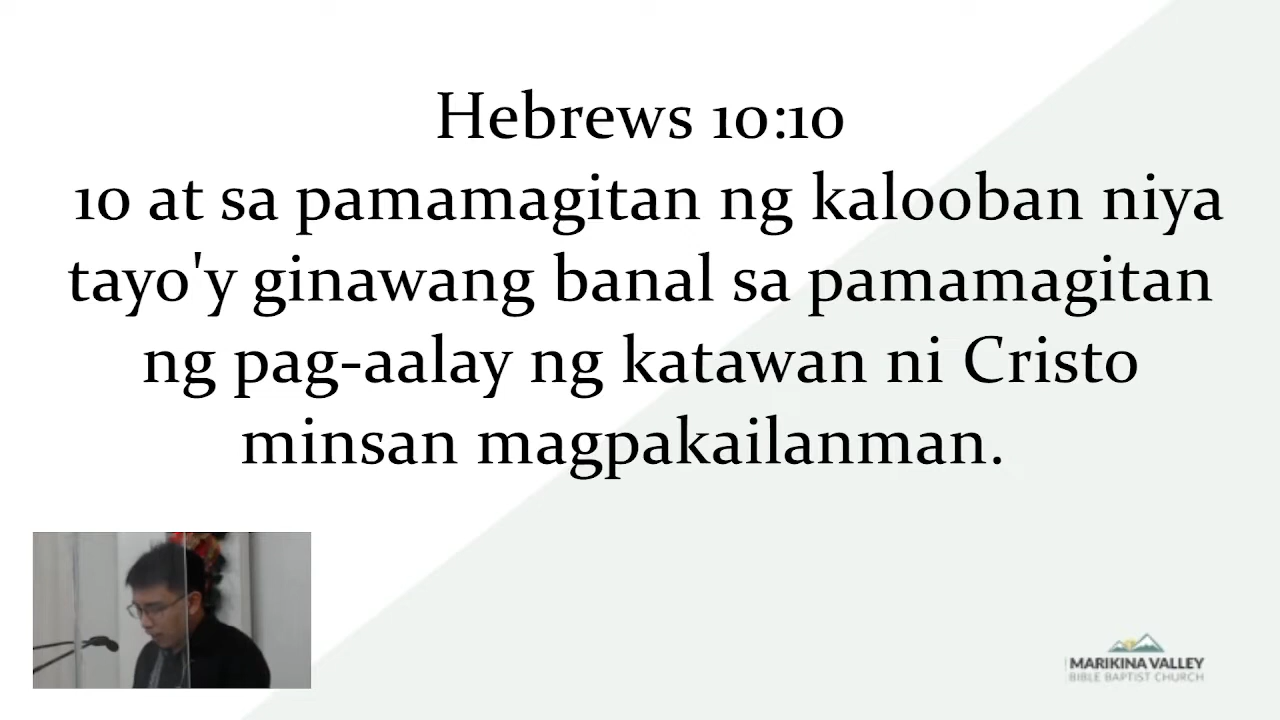 Hebrews 10:10
10 at sa pamamagitan ng kalooban niya
tayo'y ginawang banal sa pamamagitan
ng pag-aalay ng katawan ni Cristo
minsan magpakailanman.
MARIKINA VALLEY
BIBLE BAPTIST CHURCH